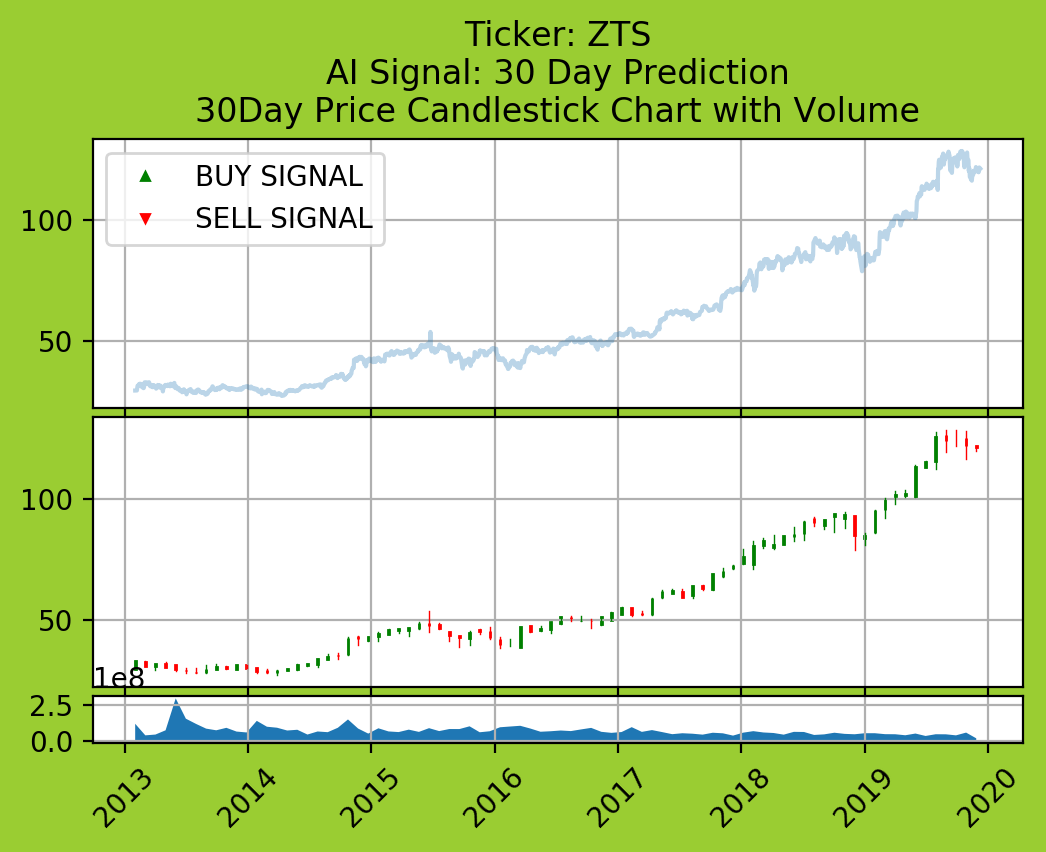 Ticker: ZTS
AI Signal: 30 Day Prediction
30Day Price Candlestick Chart with Volume
BUY SIGNAL
SELL SIGNAL
100
50
100
50
1e8
2.5
0.0
2013
2014
2015
2016
2017
2018
2019
2020